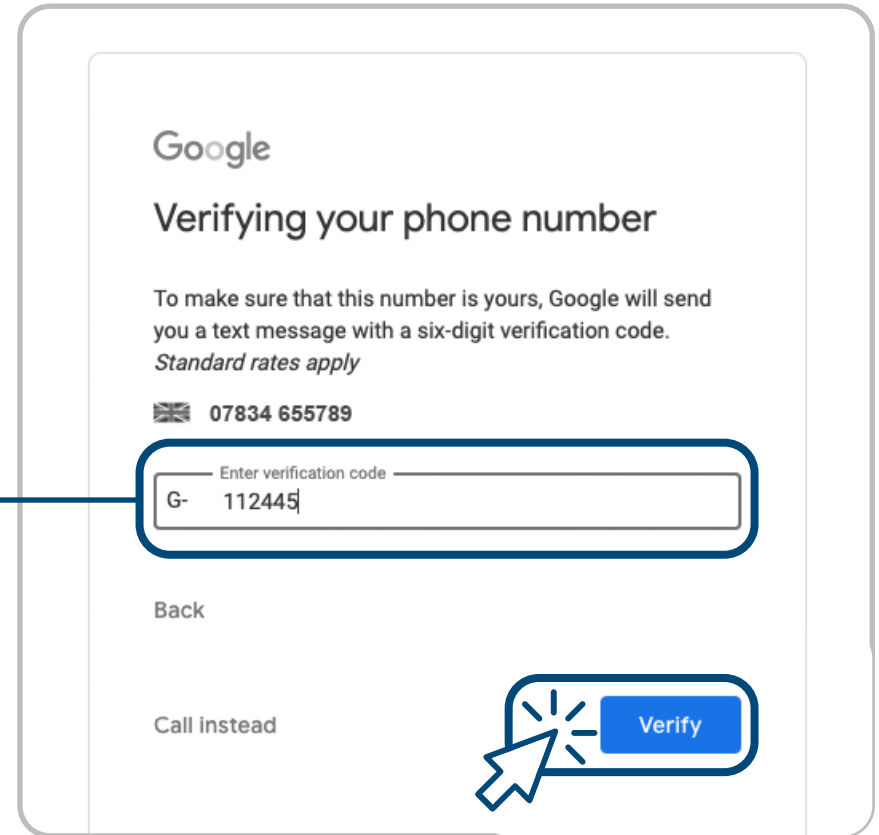 Google
Verifying your phone number
To make sure that this number is yours, Google will send
you a text message with a six-digit verification code.
Standard rates apply
07834 655789
Enter verification code
G- 112445
Back
Call instead
Verify